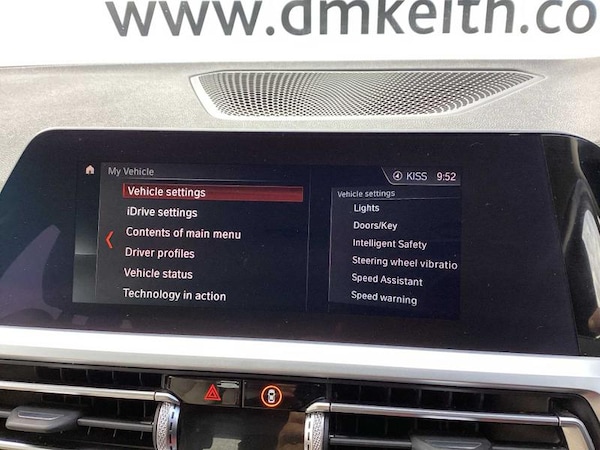 www.dmkeith.co
My Vehicle
KISS 9:52
Vehicle settings
iDrive settings
Contents of main menu
Driver profiles
Vehicle status
Technology in action
Vehicle settings
Lights
Doors/Key
Intelligent Safety
Steering wheel vibratio
Speed Assistant
Speed warning